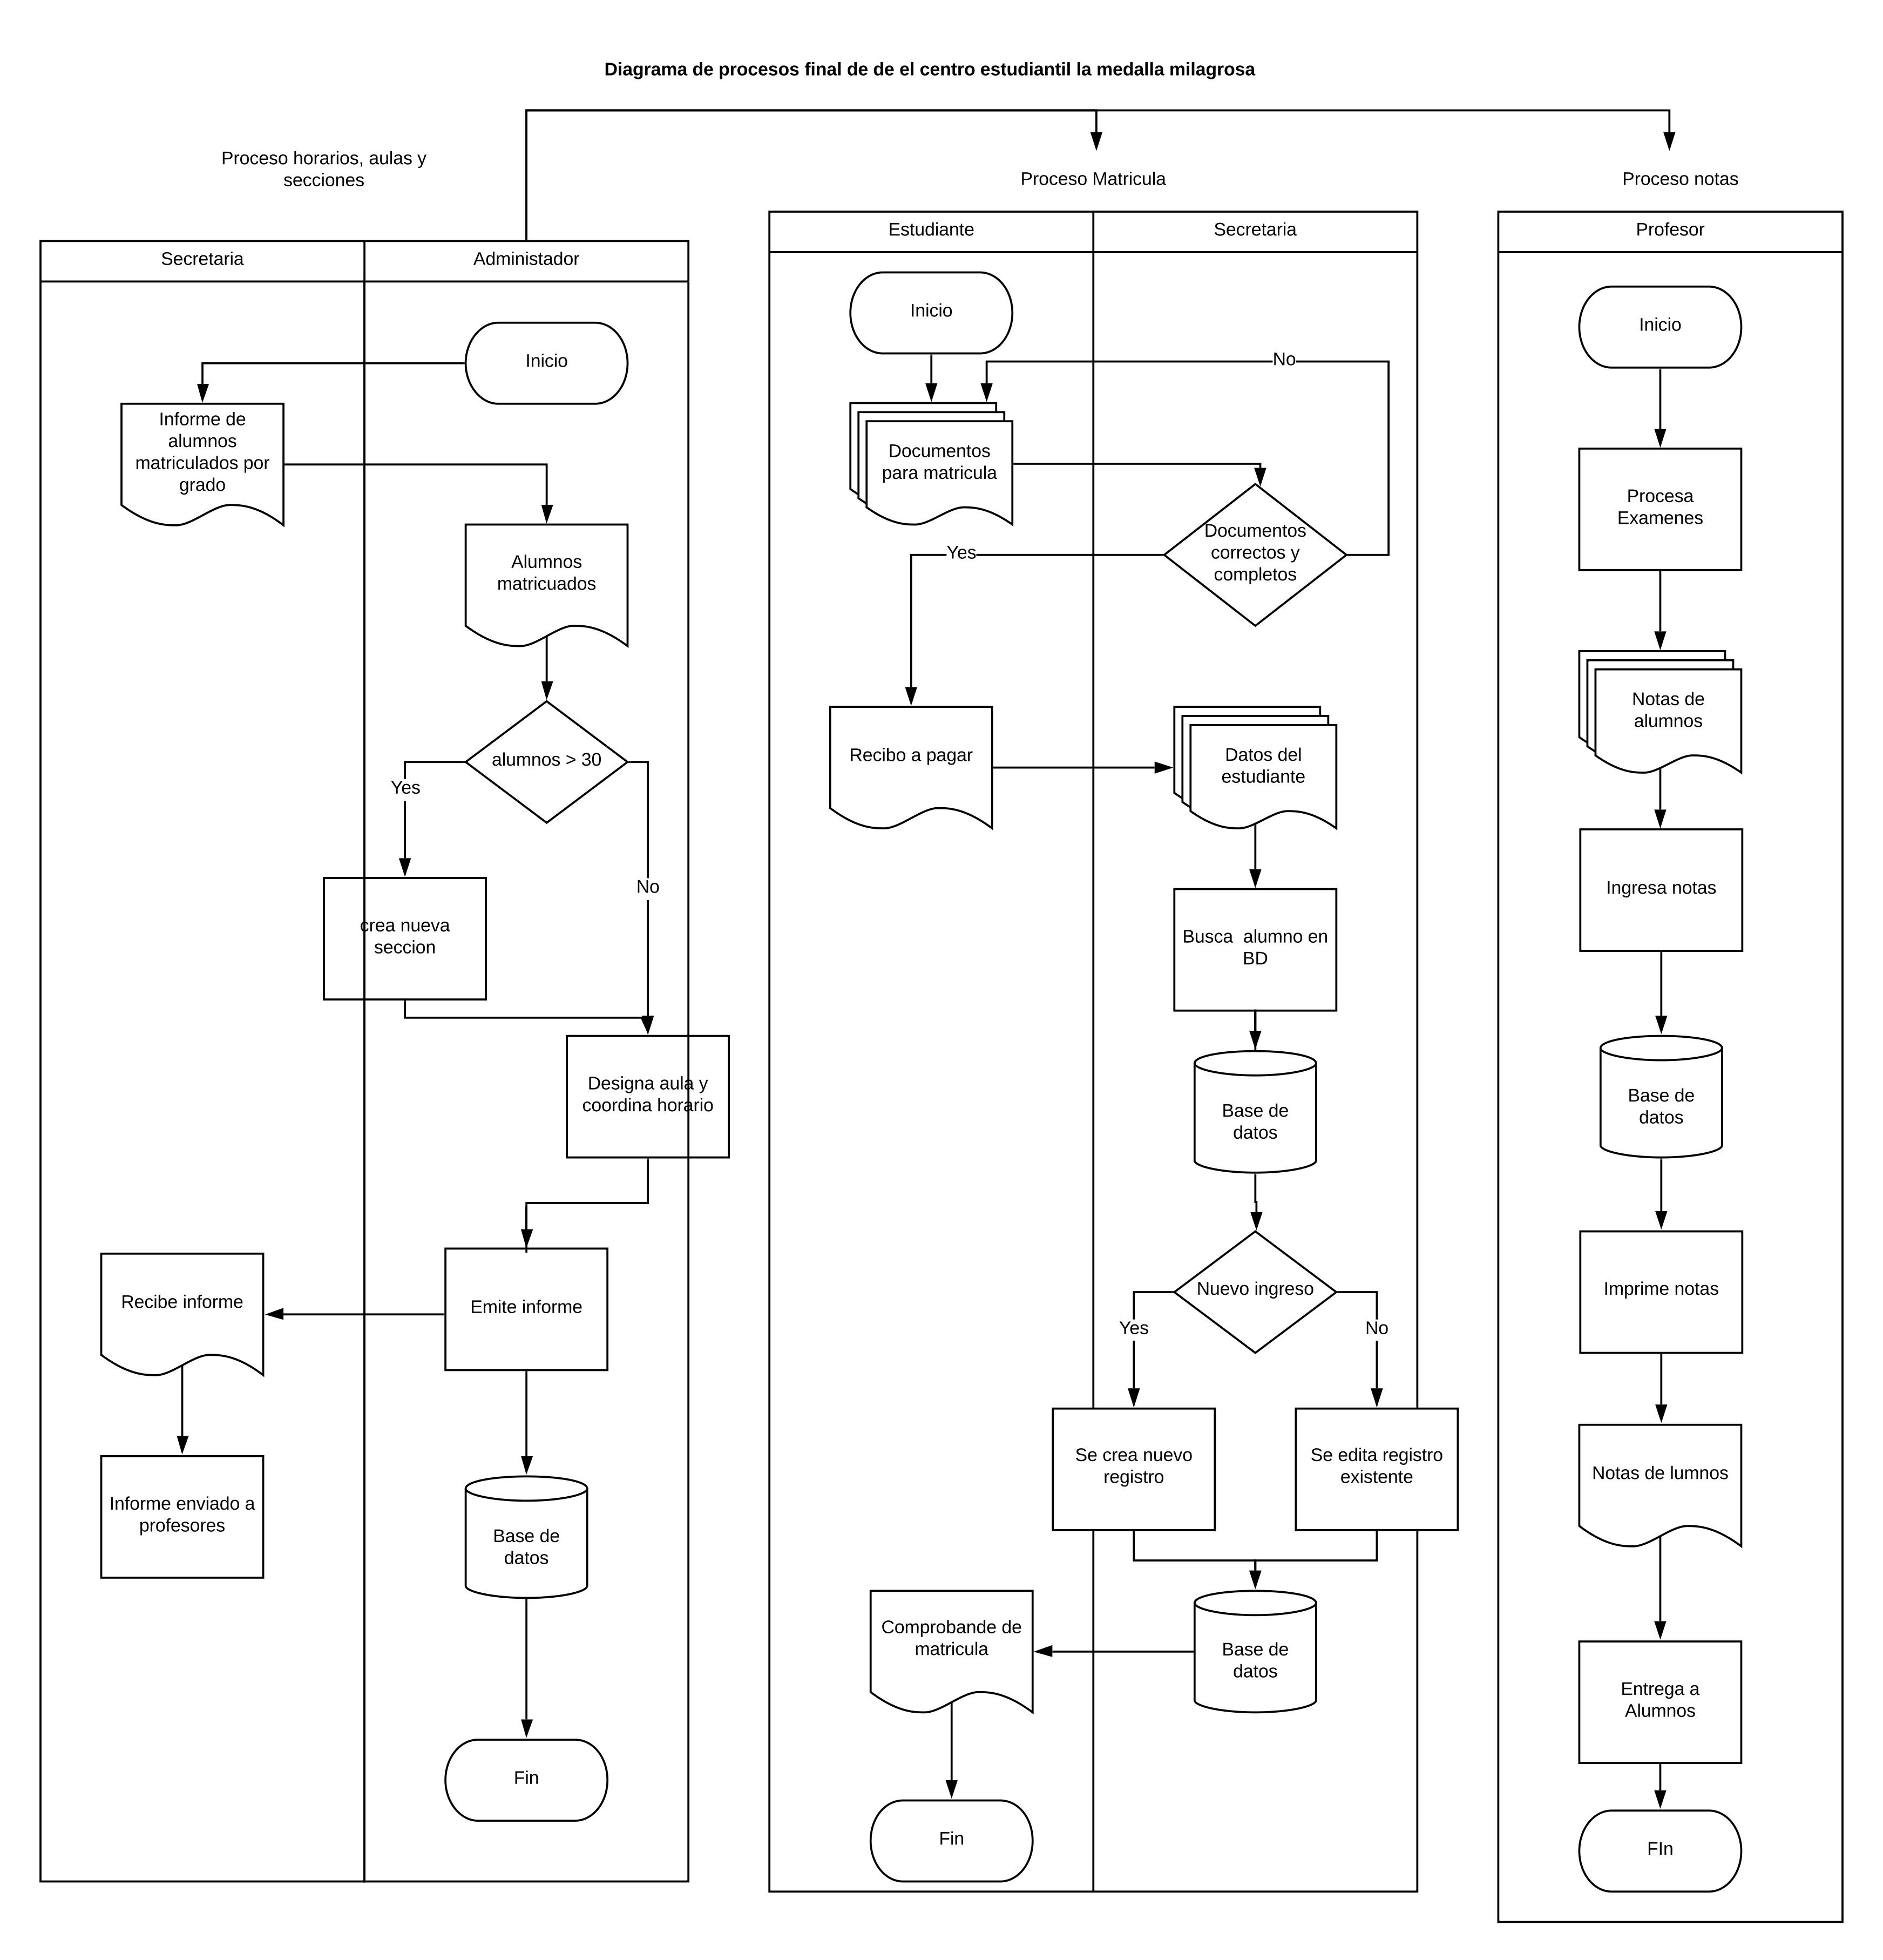 Diagrama de procesos final de de el centro estudiantil la medalla milagrosa
Proceso horarios, aulas y
secciones
Secretaria
Administador
Inicio
Informe de
alumnos
matriculados por
grado
Alumnos
matricuados
alumnos > 30
Yes
No
crea nueva
seccion
Designa aula y
coordina horario
Emite informe
Recibe informe
Informe enviado a
profesores
Base de
datos
Fin
Proceso Matricula
Estudiante
Secretaria
Inicio
No
Documentos
para matricula
Documentos
correctos y
completos
Yes
Recibo a pagar
Datos del
estudiante
Busca  alumno en
BD
Base de
datos
Nuevo ingreso
Yes
No
Se crea nuevo
registro
Se edita registro
existente
Base de
datos
Comprobande de
matricula
Fin
Proceso notas
Profesor
Inicio
Procesa
Examenes
Notas de
alumnos
Ingresa notas
Base de
datos
Imprime notas
Notas de lumnos
Entrega a
Alumnos
FIn